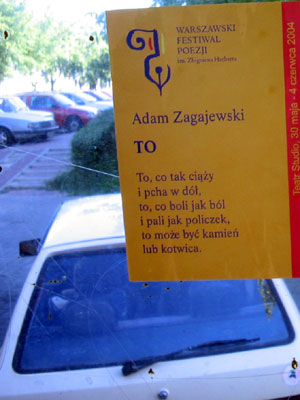 WARSZAWSKI
FESTIWAL
POEZJI
im. Zbigniewa Herberta
Adam Zagajewski
TO
To, co tak ciąży
i pcha w dół,
to, co boli jak ból
i pali jak policzek,
to może być kamień
lub kotwica.
Teatr Studio, 30 maja - 4 czerwca 2004